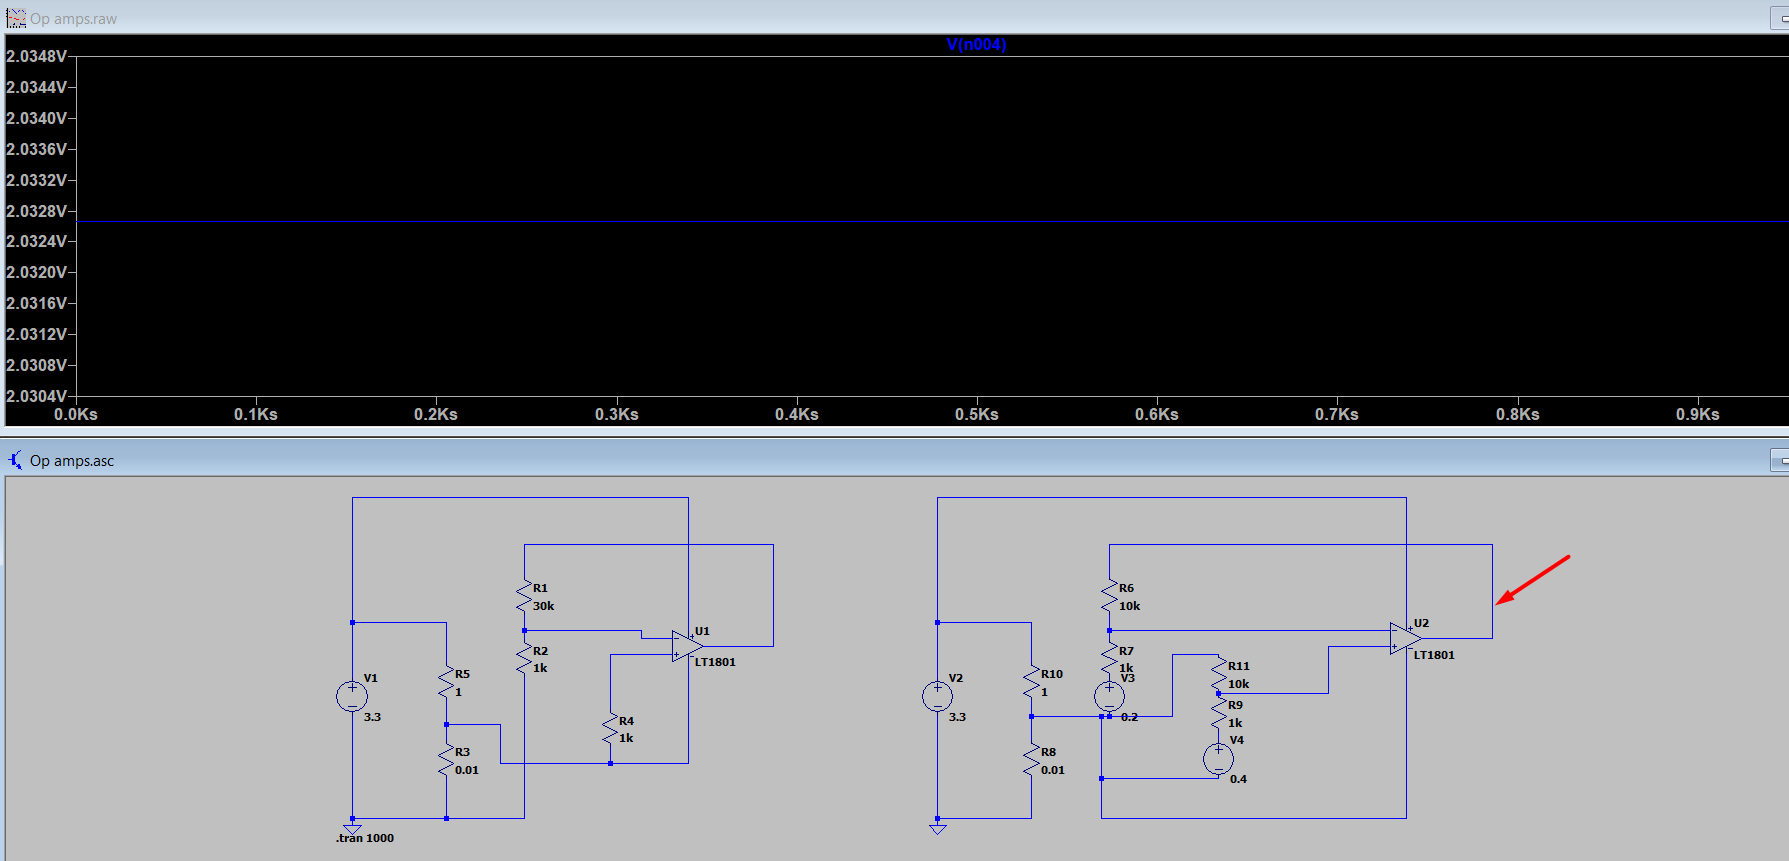 Op amps.raw
V(n004)
2.0348V
2.0344V
2.0340V
2.0336V
2.0332V
2.0328V
2.0324V
2.0320V
2.0316V
2.0312V
2.0308V
2.0304V
0.0Ks 0.1Ks 0.2Ks 0.3Ks 0.4Ks 0.5Ks 0.6Ks 0.7Ks 0.8Ks 0.9Ks
Op amps.asc
R1
30k
R2
1k
U1
LT1801
V1
3.3
R5
1
R4
1k
R3
0.01
.tran 1000
R6
10k
R7
1k
V3
0.2
U2
LT1801
R11
10k
R9
1k
V4
0.4
V2
3.3
R10
1
R8
0.01